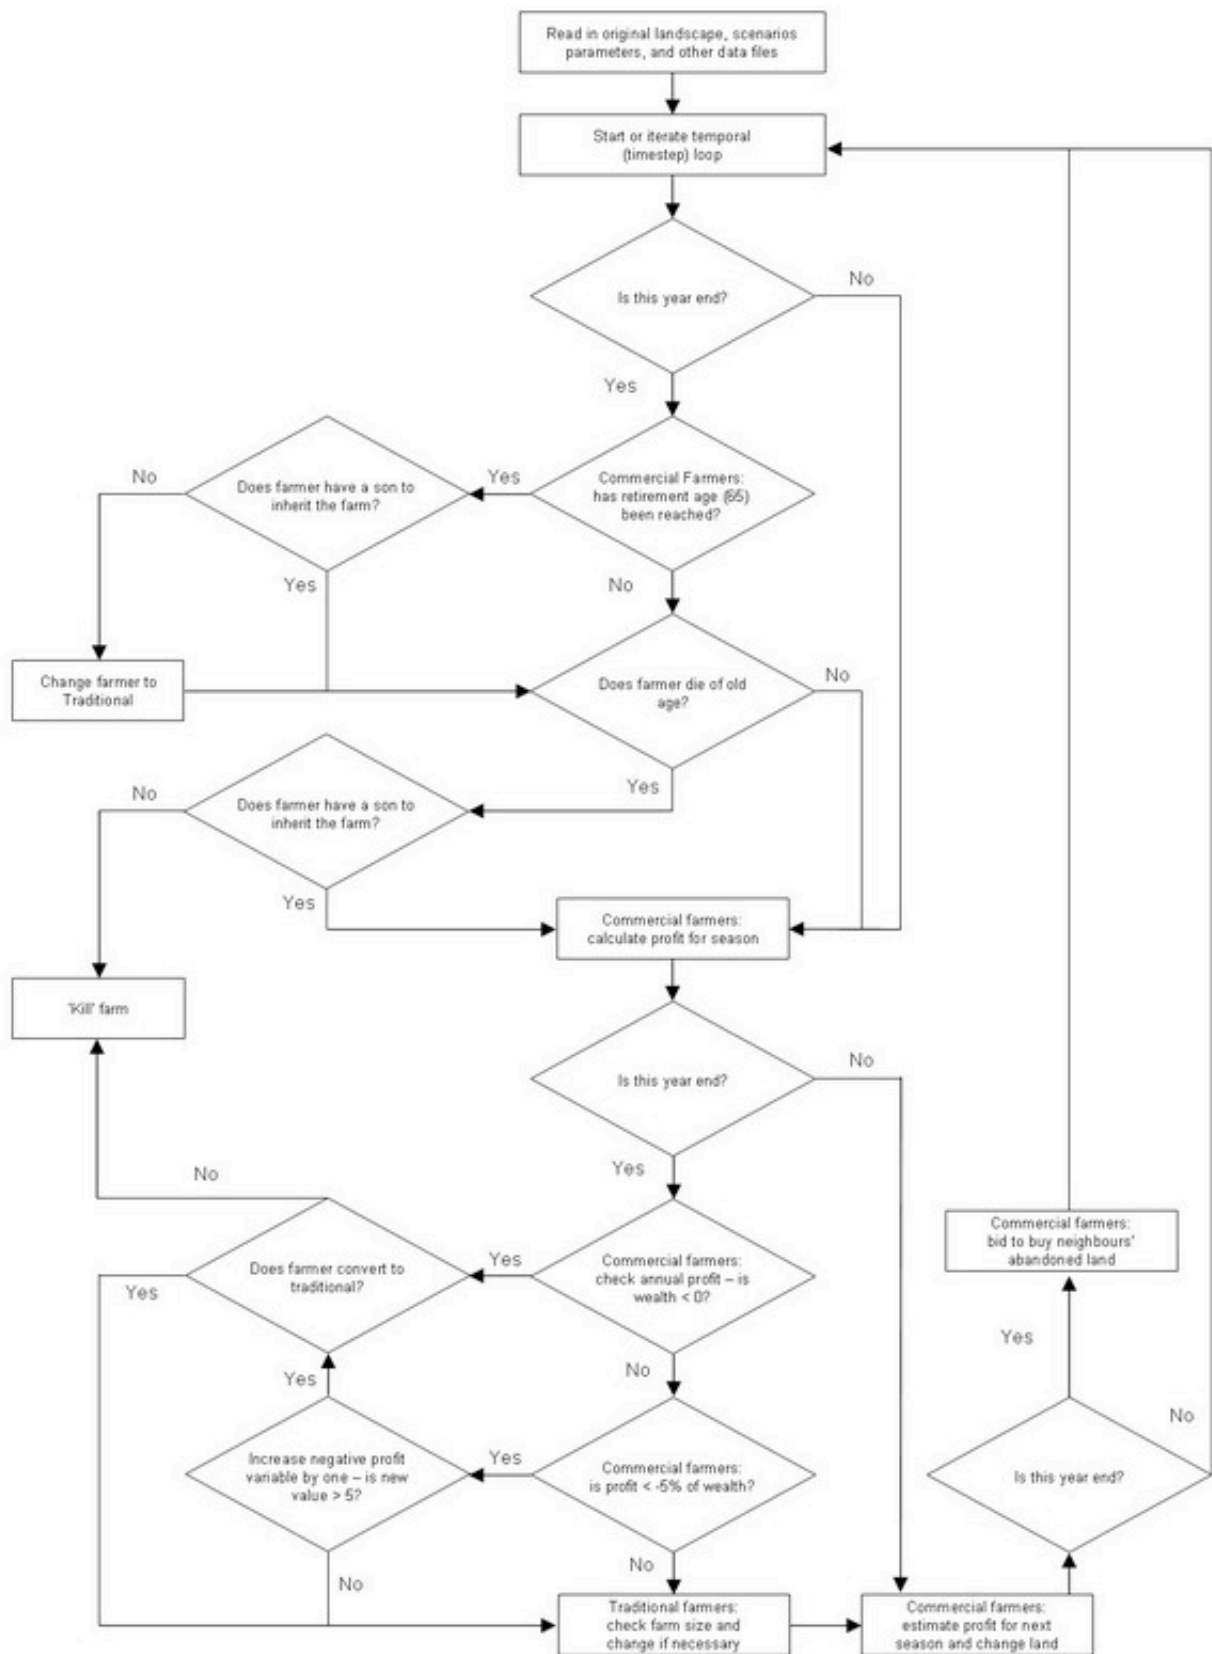 Read in original landscape, scenarios
parameters, and other data files
Start or iterate temporal
(timestep) loop
Is this year end?
No
Yes
Does farmer have a son to
inherit the farm?
No
Yes
Commercial Farmers:
has retirement age (65)
been reached?
Yes
No
Change farmer to
Traditional
Does farmer die of old
age?
No
Yes
Does farmer have a son to
inherit the farm?
No
Yes
Commercial farmers:
calculate profit for season
'Kill' farm
Is this year end?
No
Yes
No
Does farmer convert to
traditional?
Yes
Yes
Commercial farmers:
check annual profit – is
wealth < 0?
No
Commercial farmers:
bid to buy neighbours'
abandoned land
Yes
Yes
Increase negative profit
variable by one – is new
value > 5?
Yes
No
Commercial farmers:
is profit < -5% of wealth?
No
Is this year end?
No
Traditional farmers:
check farm size and
change if necessary
Commercial farmers:
estimate profit for next
season and change land